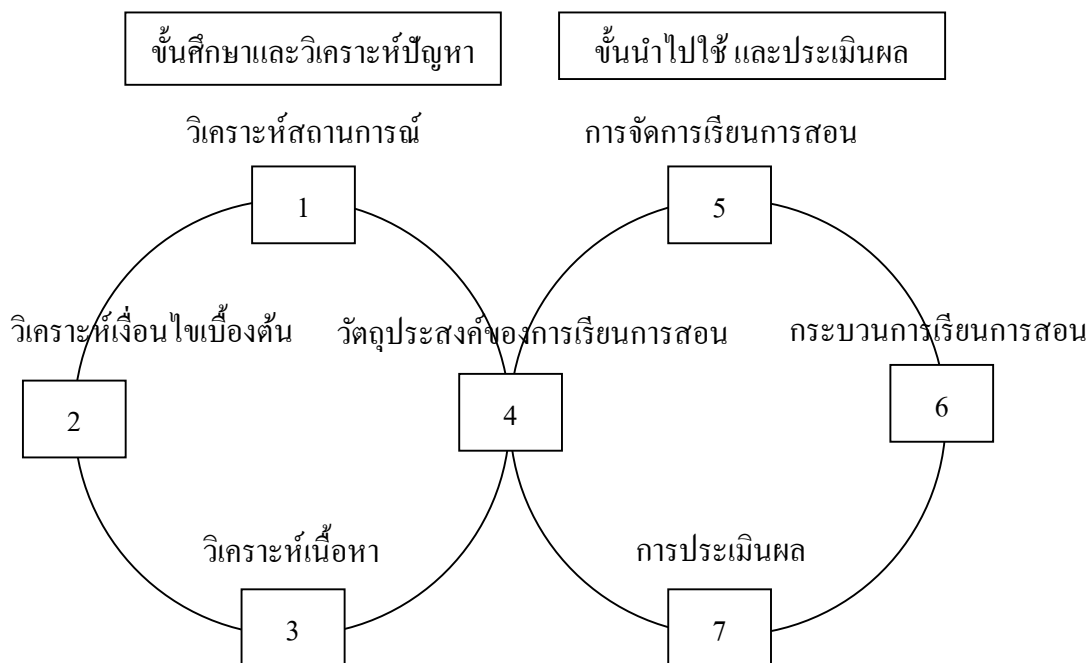 ขั้นศึกษาและวิเคราะห์ปัญหา
ขั้นนำไปใช้ และประเมินผล
วิเคราะห์สถานการณ์
การจัดการเรียนการสอน
1
5
วิเคราะห์เงื่อนไขเบื้องต้น
วัตถุประสงค์ของการเรียนการสอน
กระบวนการเรียนการสอน
2
4
6
วิเคราะห์เนื้อหา
การประเมินผล
3
7